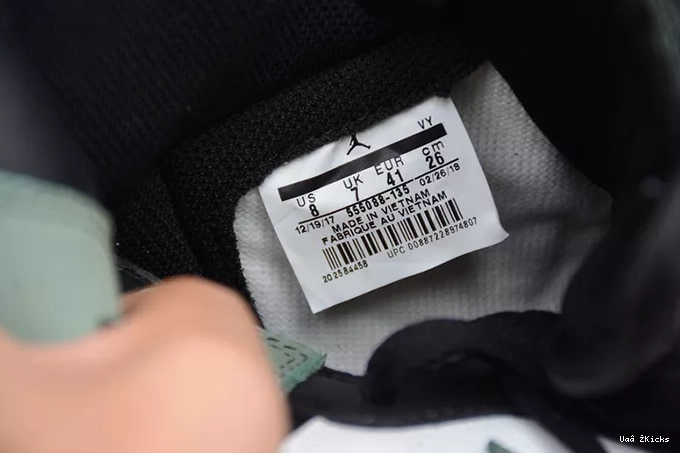 VY
US UK EUR cm
8 7 41 26
12/19/17 555088-135 02/26/18
MADE IN VIETNAM
FABRIQUE AU VIETNAM
202584458 UPC 00887228974807
Uaâ ŽKicks